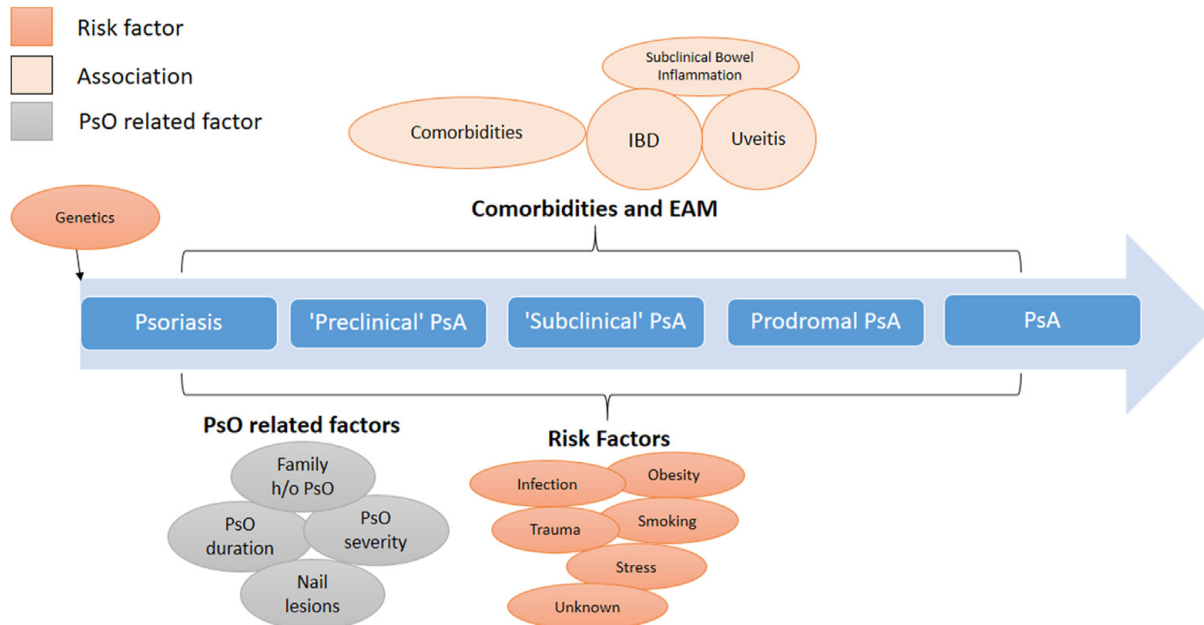 Risk factor
Association
PsO related factor
Subclinical Bowel
Inflammation
Comorbidities
IBD
Uveitis
Comorbidities and EAM
Genetics
Psoriasis
'Preclinical' PsA
'Subclinical' PsA
Prodromal PsA
PsA
PsO related factors
Family
h/o PsO
PsO
duration
PsO
severity
Nail
lesions
Risk Factors
Infection
Obesity
Trauma
Smoking
Stress
Unknown